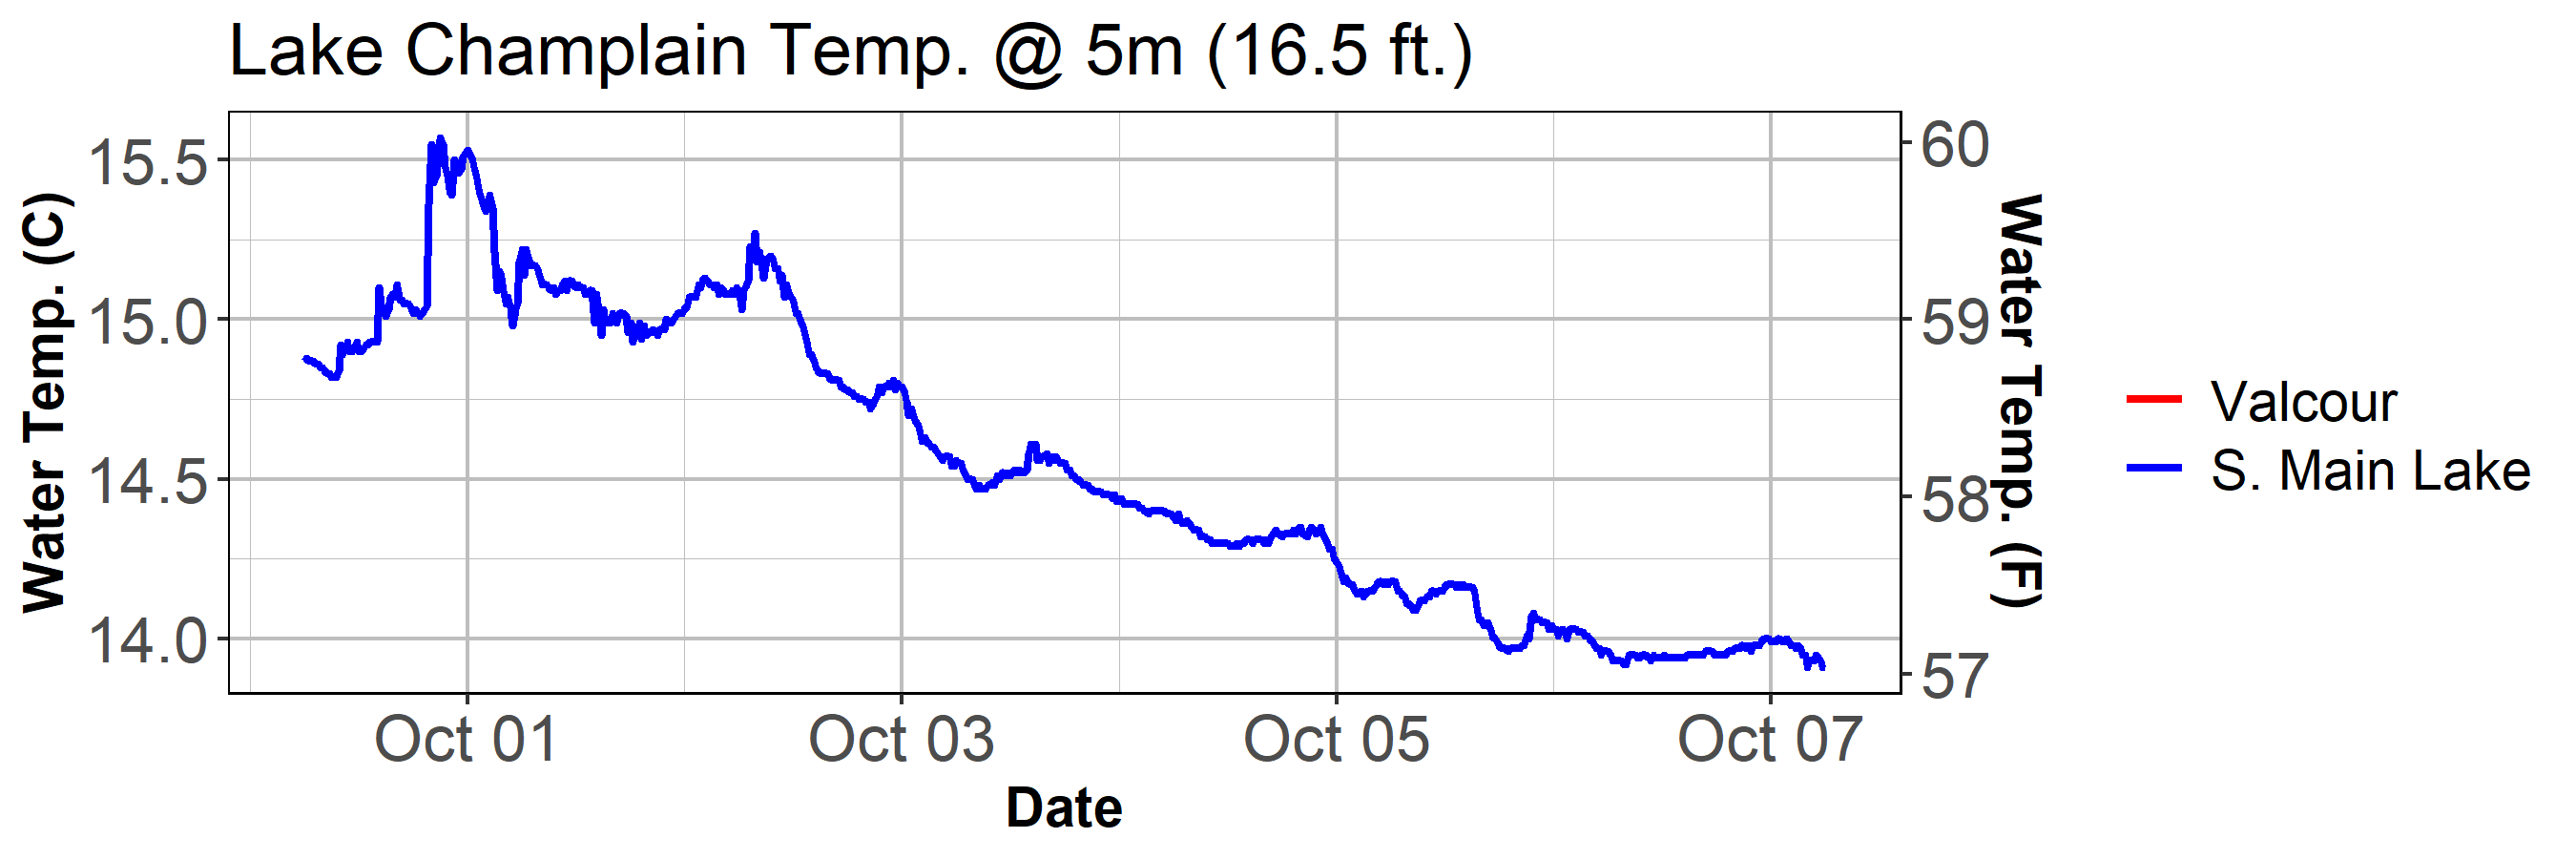 Lake Champlain Temp. @ 5m (16.5 ft.)
Water Temp. (C)
15.5
15.0
14.5
14.0
60
59
58
57
Water Temp. (F)
Oct 01
Oct 03
Oct 05
Oct 07
Date
Valcour
S. Main Lake